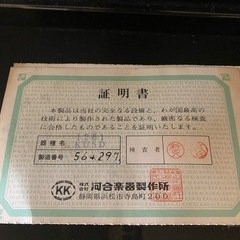 証明書
本製品は当社の完全なる設備と、わが国最高の
技術により製作された製品であり、厳密なる検査
に合格したものであることを証明いたします。
器種名
検査者
製造番号 564297
KK
株式会社 河合楽器製作所
静岡県浜松市寺島町200